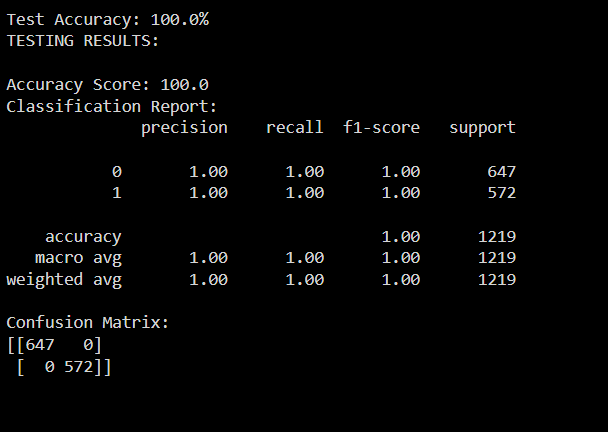 Test Accuracy: 100.0%
TESTING RESULTS:
Accuracy Score: 100.0
Classification Report:
precision recall f1-score support
0 1.00 1.00 1.00 647
1 1.00 1.00 1.00 572
accuracy 1.00 1219
macro avg 1.00 1.00 1.00 1219
weighted avg 1.00 1.00 1.00 1219
Confusion Matrix:
[[647 0]
[ 0 572]]